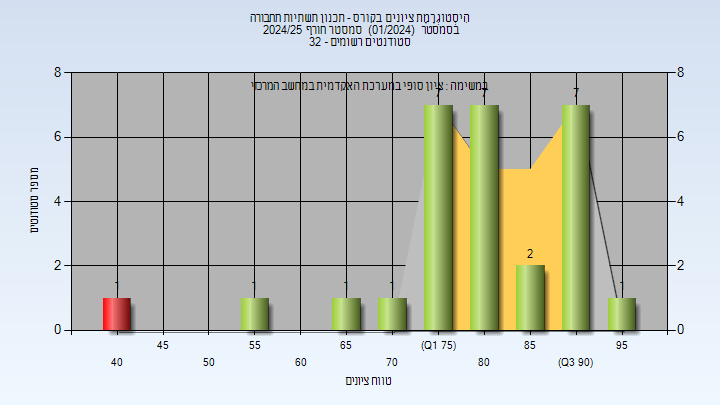 היסטוגרמת ציונים בקורס - תכנון תשתיות תחבורה
בסמסטר (01/2024) סמסטר חורף 2024/25
סטודנטים רשומים - 32
במשימה : ציון סופי במערכת האקדמית במחשב המרכזי
מספר סטודנטים
8 8
6 6
4 4
2 2
0 0
1 1 1 1 7 7 2 7 1
45 55 65 (Q1 75) 85 95
40 50 60 70 80 (Q3 90)
טווח ציונים